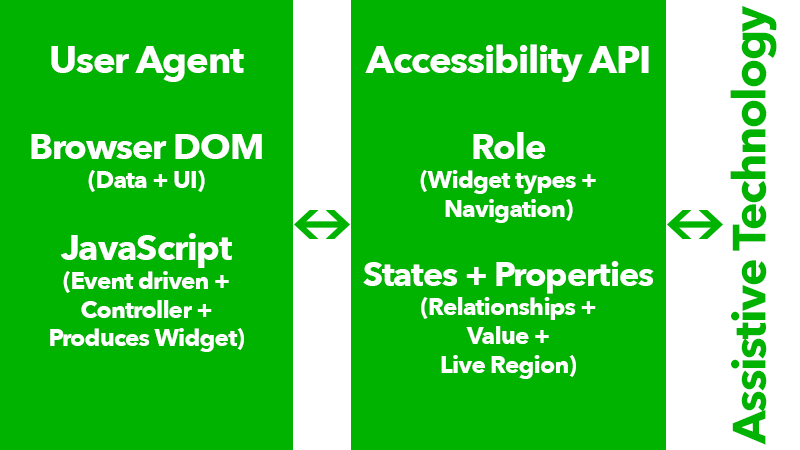 User Agent
Browser DOM
(Data + UI)
JavaScript
(Event driven +
Controller +
Produces Widget)
Accessibility API
Role
(Widget types +
Navigation)
States + Properties
(Relationships +
Value +
Live Region)
Assistive Technology